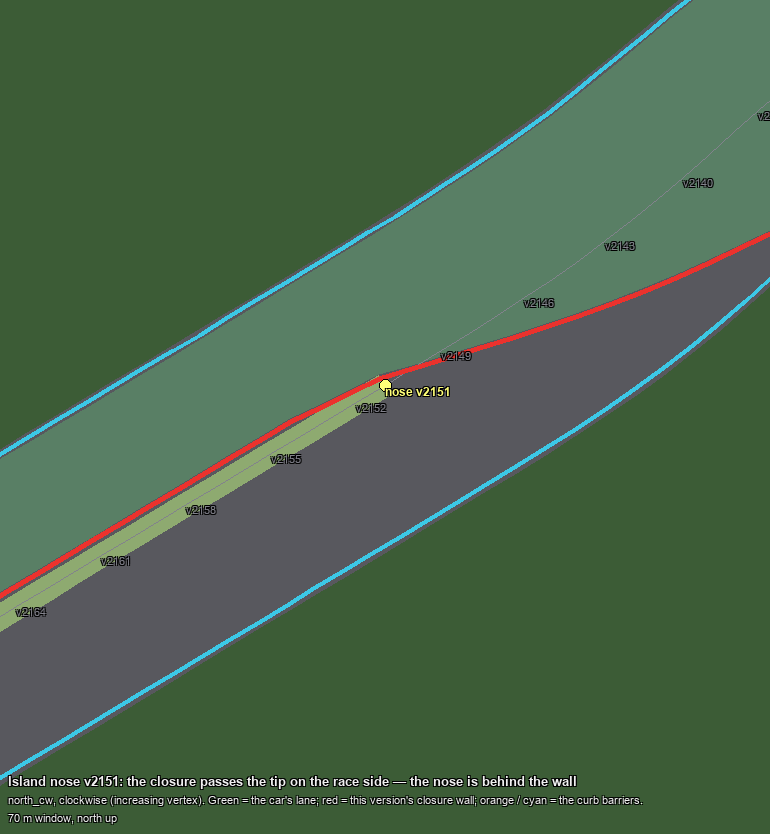 v2
v2140
v2143
v2146
v2149
nose v2151
v2152
v2155
v2158
v2161
v2164
Island nose v2151: the closure passes the tip on the race side — the nose is behind the wall
north_cw, clockwise (increasing vertex). Green = the car's lane; red = this version's closure wall; orange / cyan = the curb barriers.
70 m window, north up